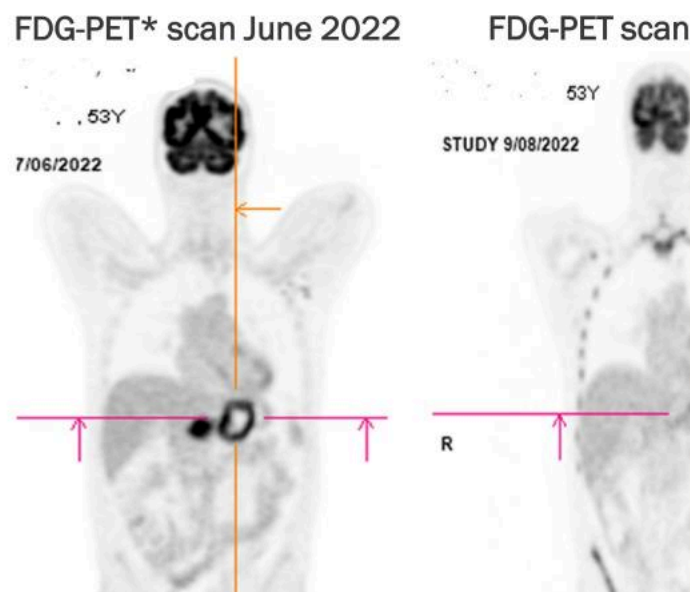 FDG-PET* scan June 2022
53Y
7/06/2022
FDG-PET scan
53Y
STUDY 9/08/2022
R